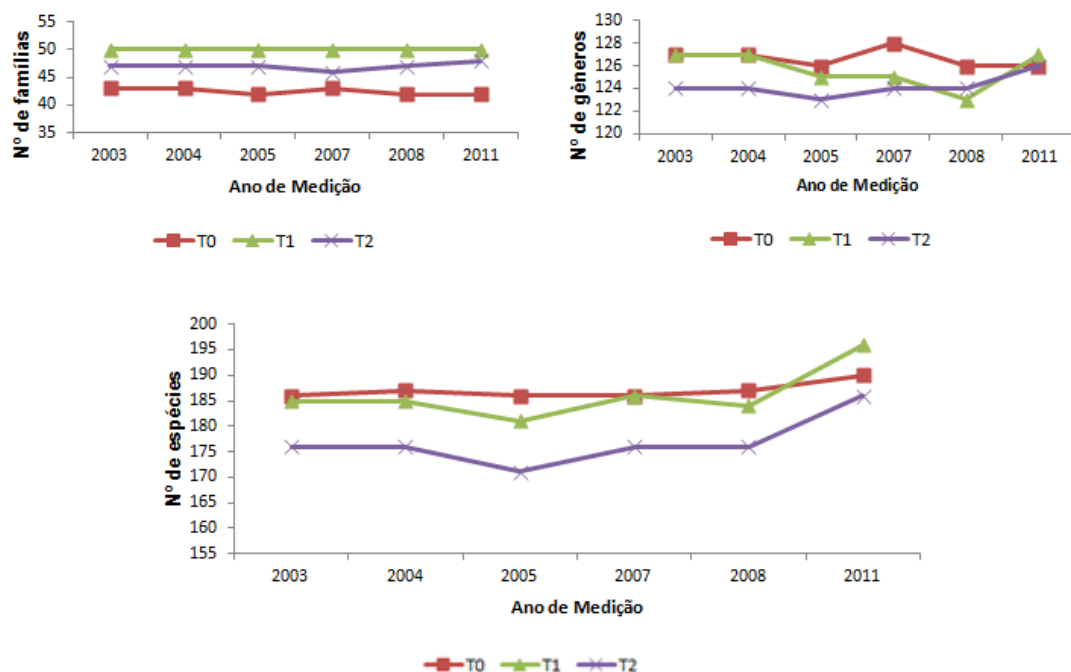 Nº de famílias
55
50
45
40
35
2003 2004 2005 2007 2008 2011
Ano de Medição
T0 T1 T2
Nº de gêneros
130
128
126
124
122
120
2003 2004 2005 2007 2008 2011
Ano de Medição
T0 T1 T2
Nº de espécies
200
195
190
185
180
175
170
165
160
155
2003 2004 2005 2007 2008 2011
Ano de Medição
T0 T1 T2